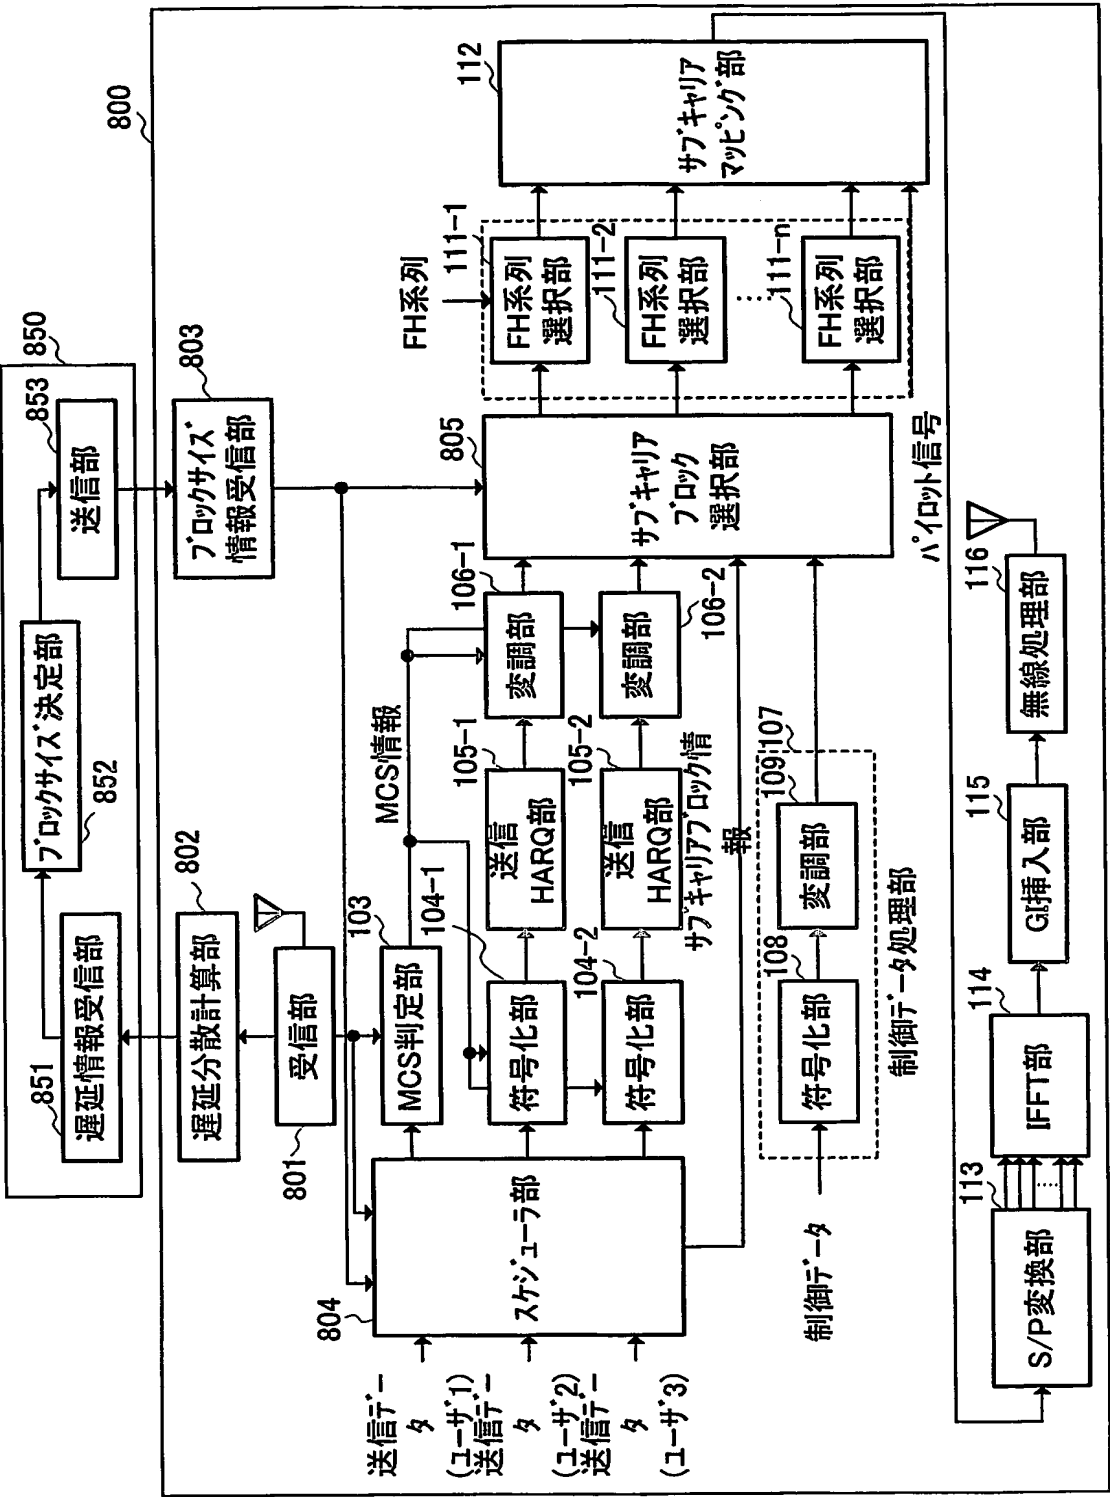 850
851
遅延情報受信部
852
ブロックサイズ決定部
853
送信部
800
802
遅延分散計算部
803
ブロックサイズ
情報受信部
801
受信部
804
スケジューラ部
送信デー
タ
(ユーザ1)
送信デー
タ
(ユーザ2)
送信デー
タ
(ユーザ3)
103
MCS判定部
MCS情報
104-1
符号化部
105-1
送信
HARQ部
106-1
変調部
104-2
符号化部
105-2
送信
HARQ部
106-2
変調部
サブキャリアブロック情
報
805
サブキャリア
ブロック
選択部
FH系列
111-1
FH系列
選択部
111-2
FH系列
選択部
111-n
FH系列
選択部
112
サブキャリア
マッピング部
制御データ
107
108
符号化部
109
変調部
制御データ処理部
パイロット信号
113
S/P変換部
114
IFFT部
115
GI挿入部
116
無線処理部